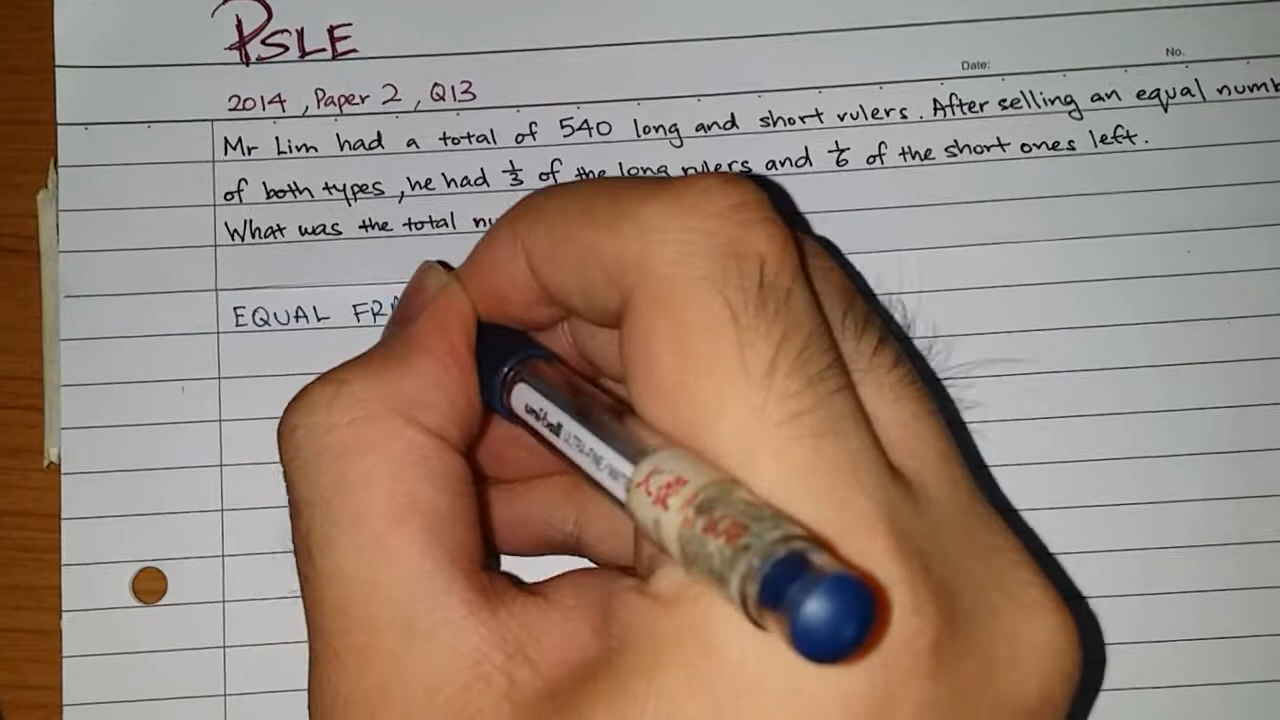 PSLE
No.
Date:
2014, Paper 2, Q13
Mr Lim had a total of 540 long and short rulers. After selling an equal
of both types, he had 1/3 of the long rulers and 1/6 of the short ones left.
What was the total
EQUAL
uni-ball